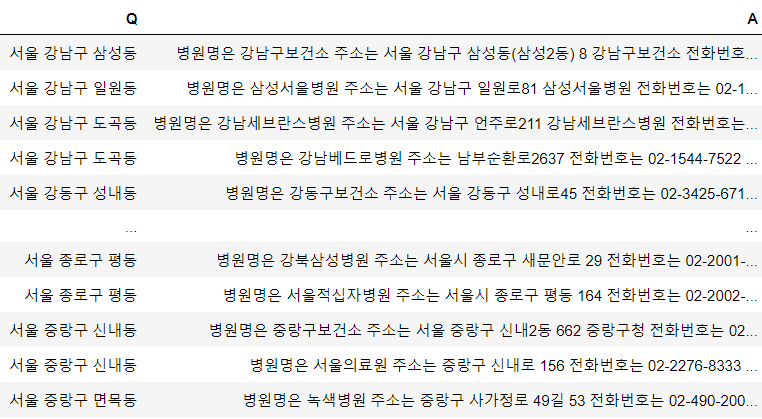 Q A
서울 강남구 삼성동 병원명은 강남구보건소 주소는 서울 강남구 삼성동(삼성2동) 8 강남구보건소 전화번호...
서울 강남구 일원동 병원명은 삼성서울병원 주소는 서울 강남구 일원로81 삼성서울병원 전화번호는 02-1...
서울 강남구 도곡동 병원명은 강남세브란스병원 주소는 서울 강남구 언주로211 강남세브란스병원 전화번호는...
서울 강남구 도곡동 병원명은 강남베드로병원 주소는 남부순환로2637 전화번호는 02-1544-7522 ...
서울 강동구 성내동 병원명은 강동구보건소 주소는 서울 강동구 성내로45 전화번호는 02-3425-671...
... ...
서울 종로구 평동 병원명은 강북삼성병원 주소는 서울시 종로구 새문안로 29 전화번호는 02-2001-...
서울 종로구 평동 병원명은 서울적십자병원 주소는 서울시 종로구 평동 164 전화번호는 02-2002-...
서울 중랑구 신내동 병원명은 중랑구보건소 주소는 서울 중랑구 신내2동 662 중랑구청 전화번호는 02...
서울 중랑구 신내동 병원명은 서울의료원 주소는 중랑구 신내로 156 전화번호는 02-2276-8333 ...
서울 중랑구 면목동 병원명은 녹색병원 주소는 중랑구 사가정로 49길 53 전화번호는 02-490-200...